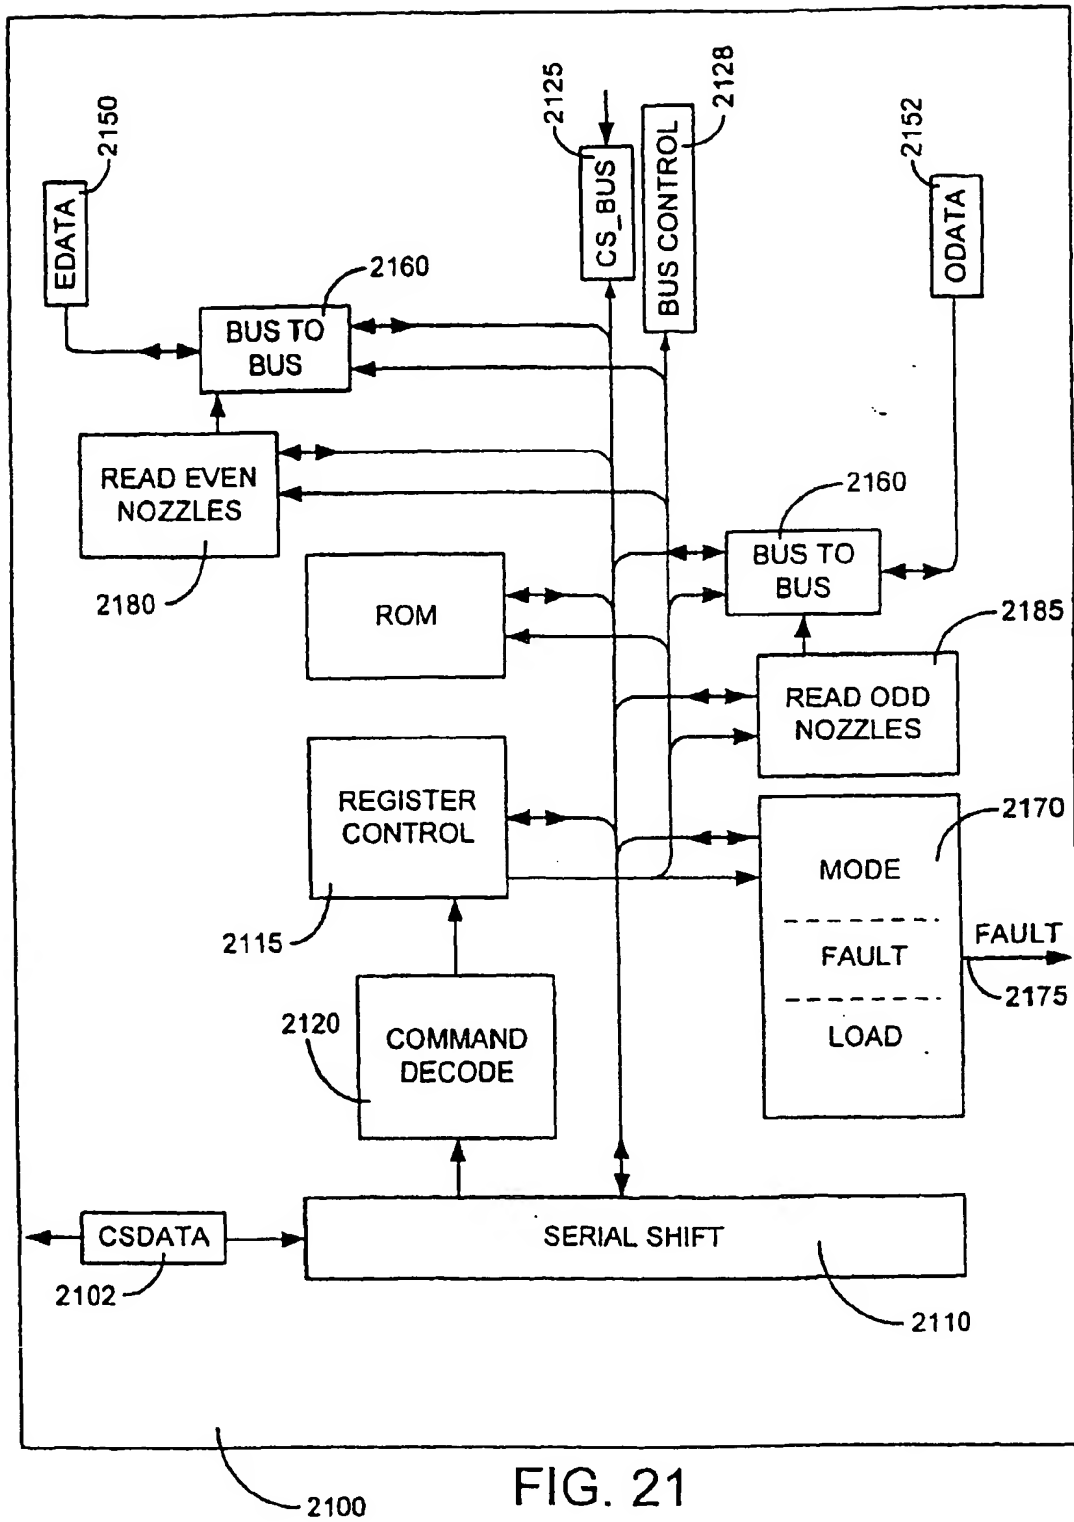 2150
EDATA
2125
CS_BUS
2128
BUS CONTROL
2152
ODATA
2160
BUS TO
BUS
READ EVEN
NOZZLES
2180
2160
BUS TO
BUS
ROM
2185
READ ODD
NOZZLES
REGISTER
CONTROL
2115
2170
MODE
FAULT
LOAD
FAULT
2175
2120
COMMAND
DECODE
CSDATA
2102
SERIAL SHIFT
2110
2100
FIG. 21